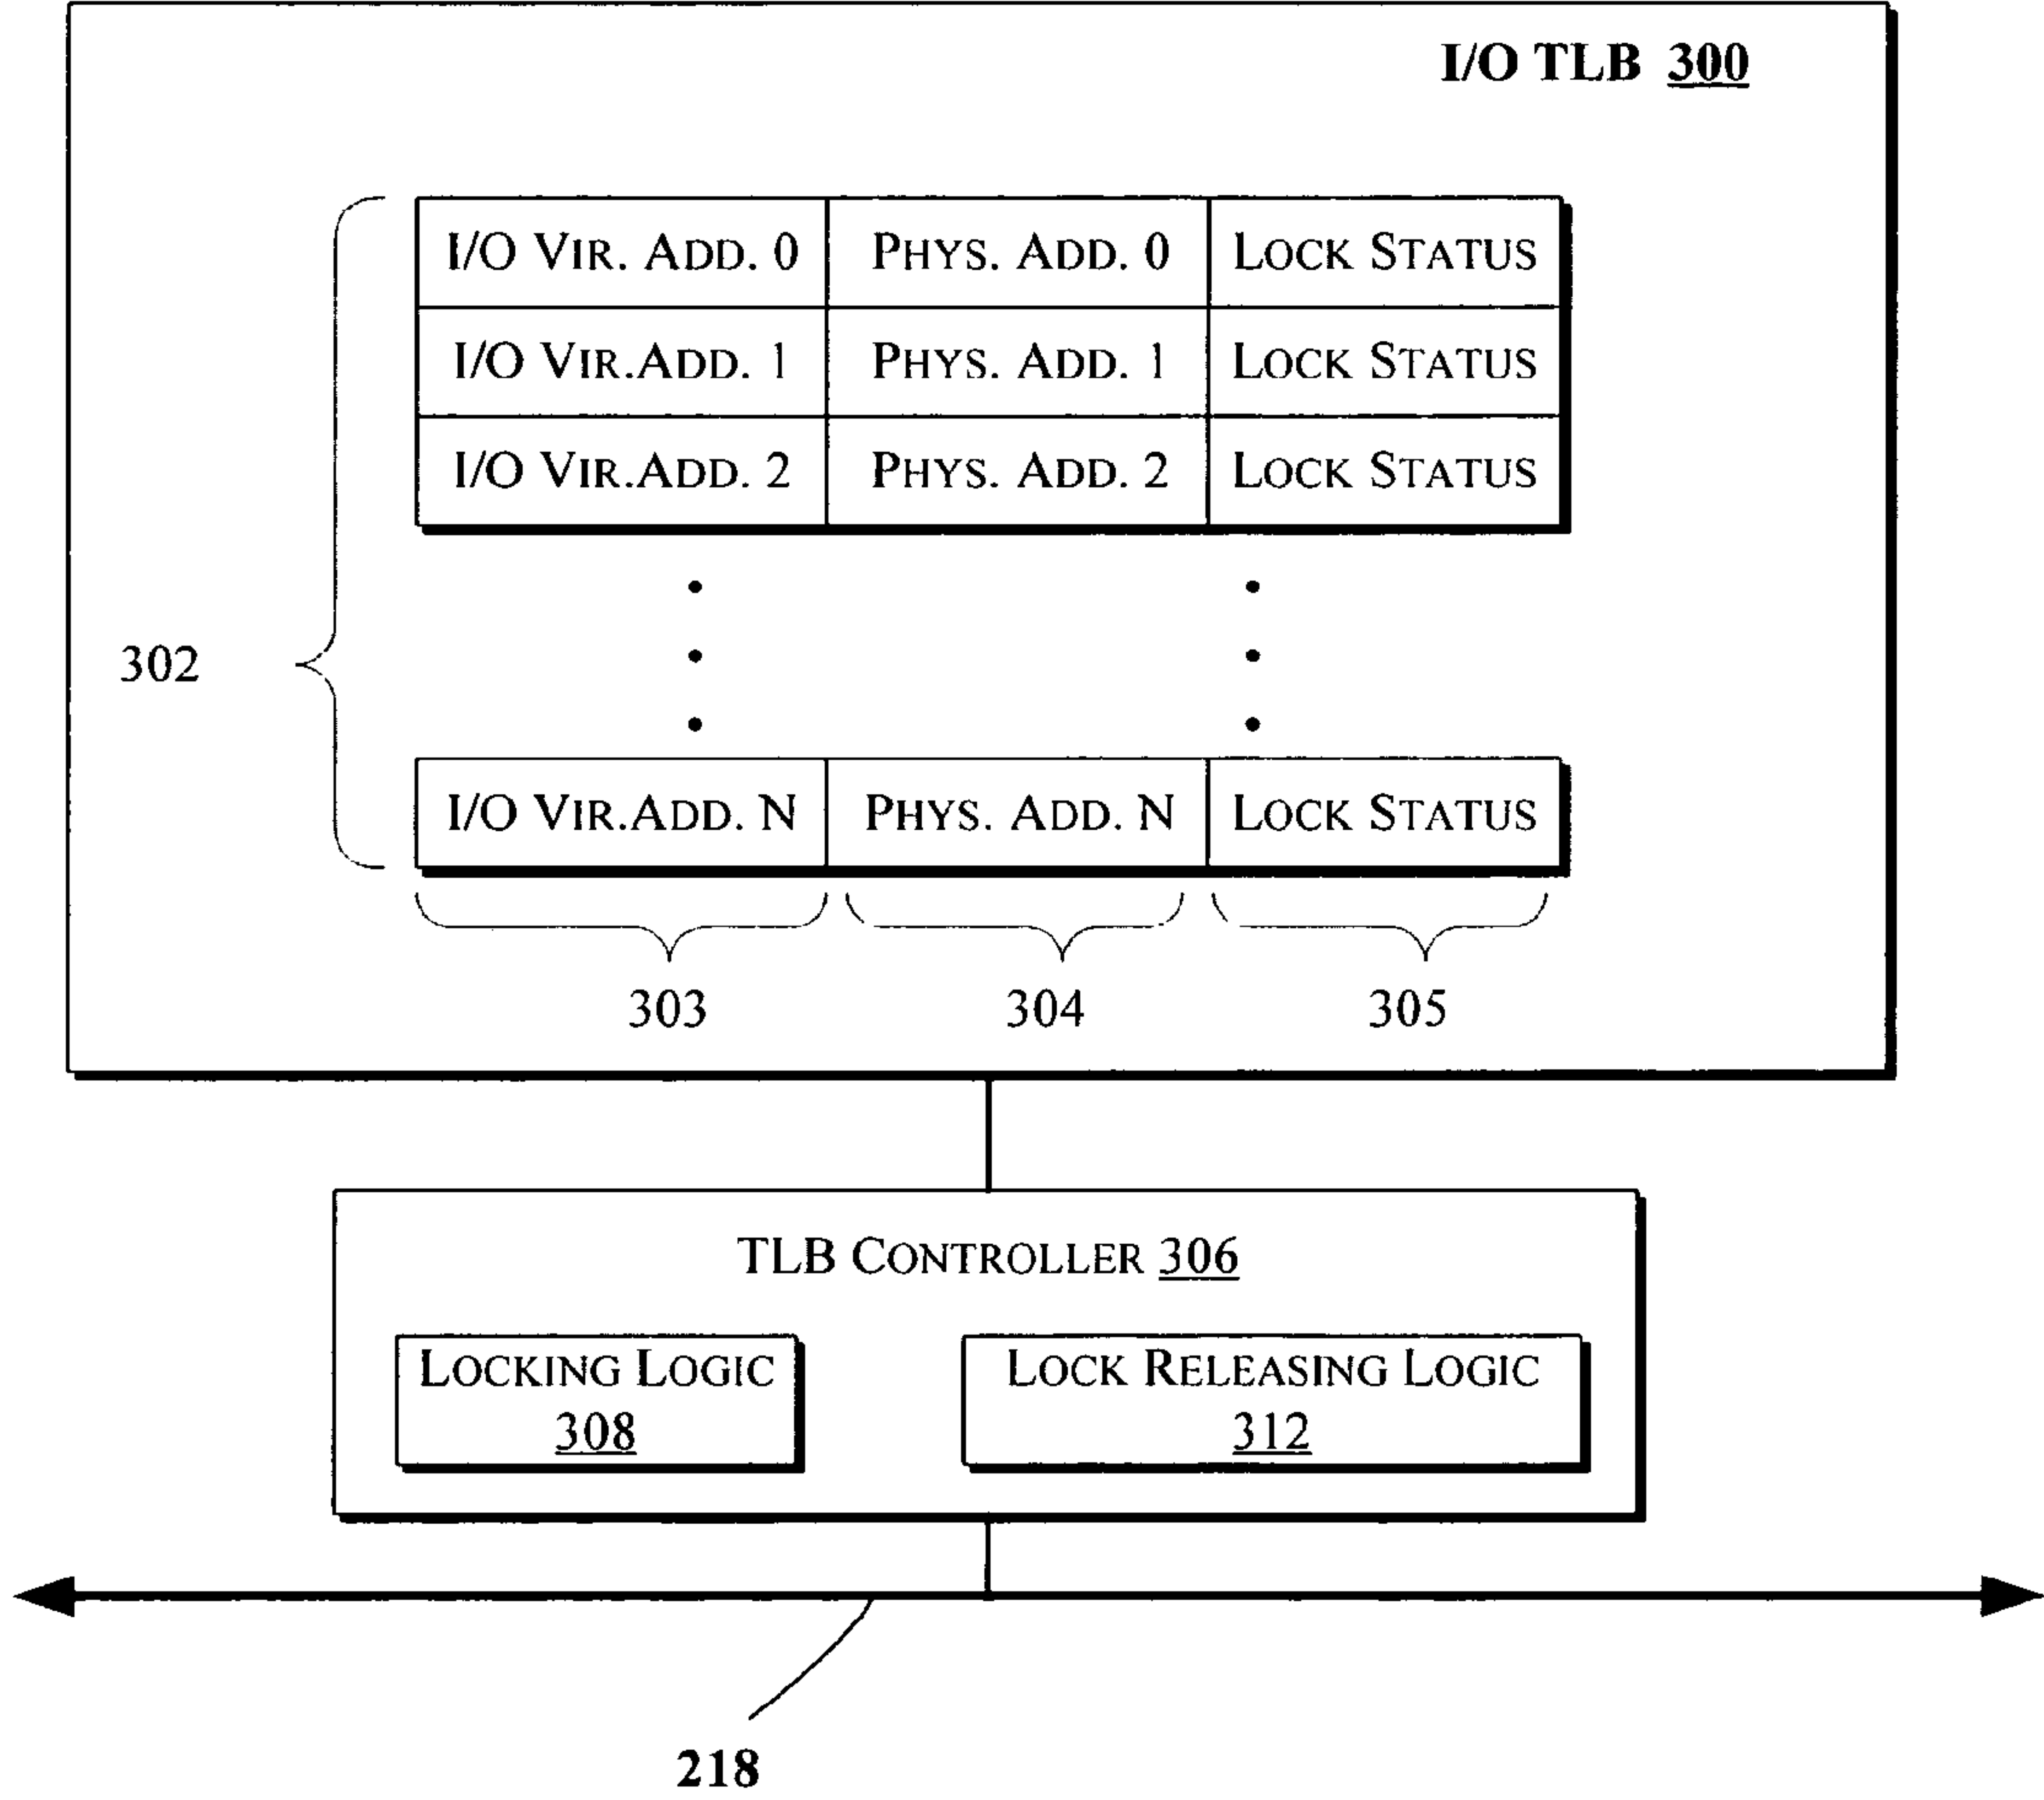 I/O TLB 300
I/O VIR. ADD. 0 PHYS. ADD. 0 LOCK STATUS
I/O VIR.ADD. 1 PHYS. ADD. 1 LOCK STATUS
I/O VIR.ADD. 2 PHYS. ADD. 2 LOCK STATUS
302
I/O VIR.ADD. N PHYS. ADD. N LOCK STATUS
303 304 305
TLB CONTROLLER 306
LOCKING LOGIC
308
LOCK RELEASING LOGIC
312
218